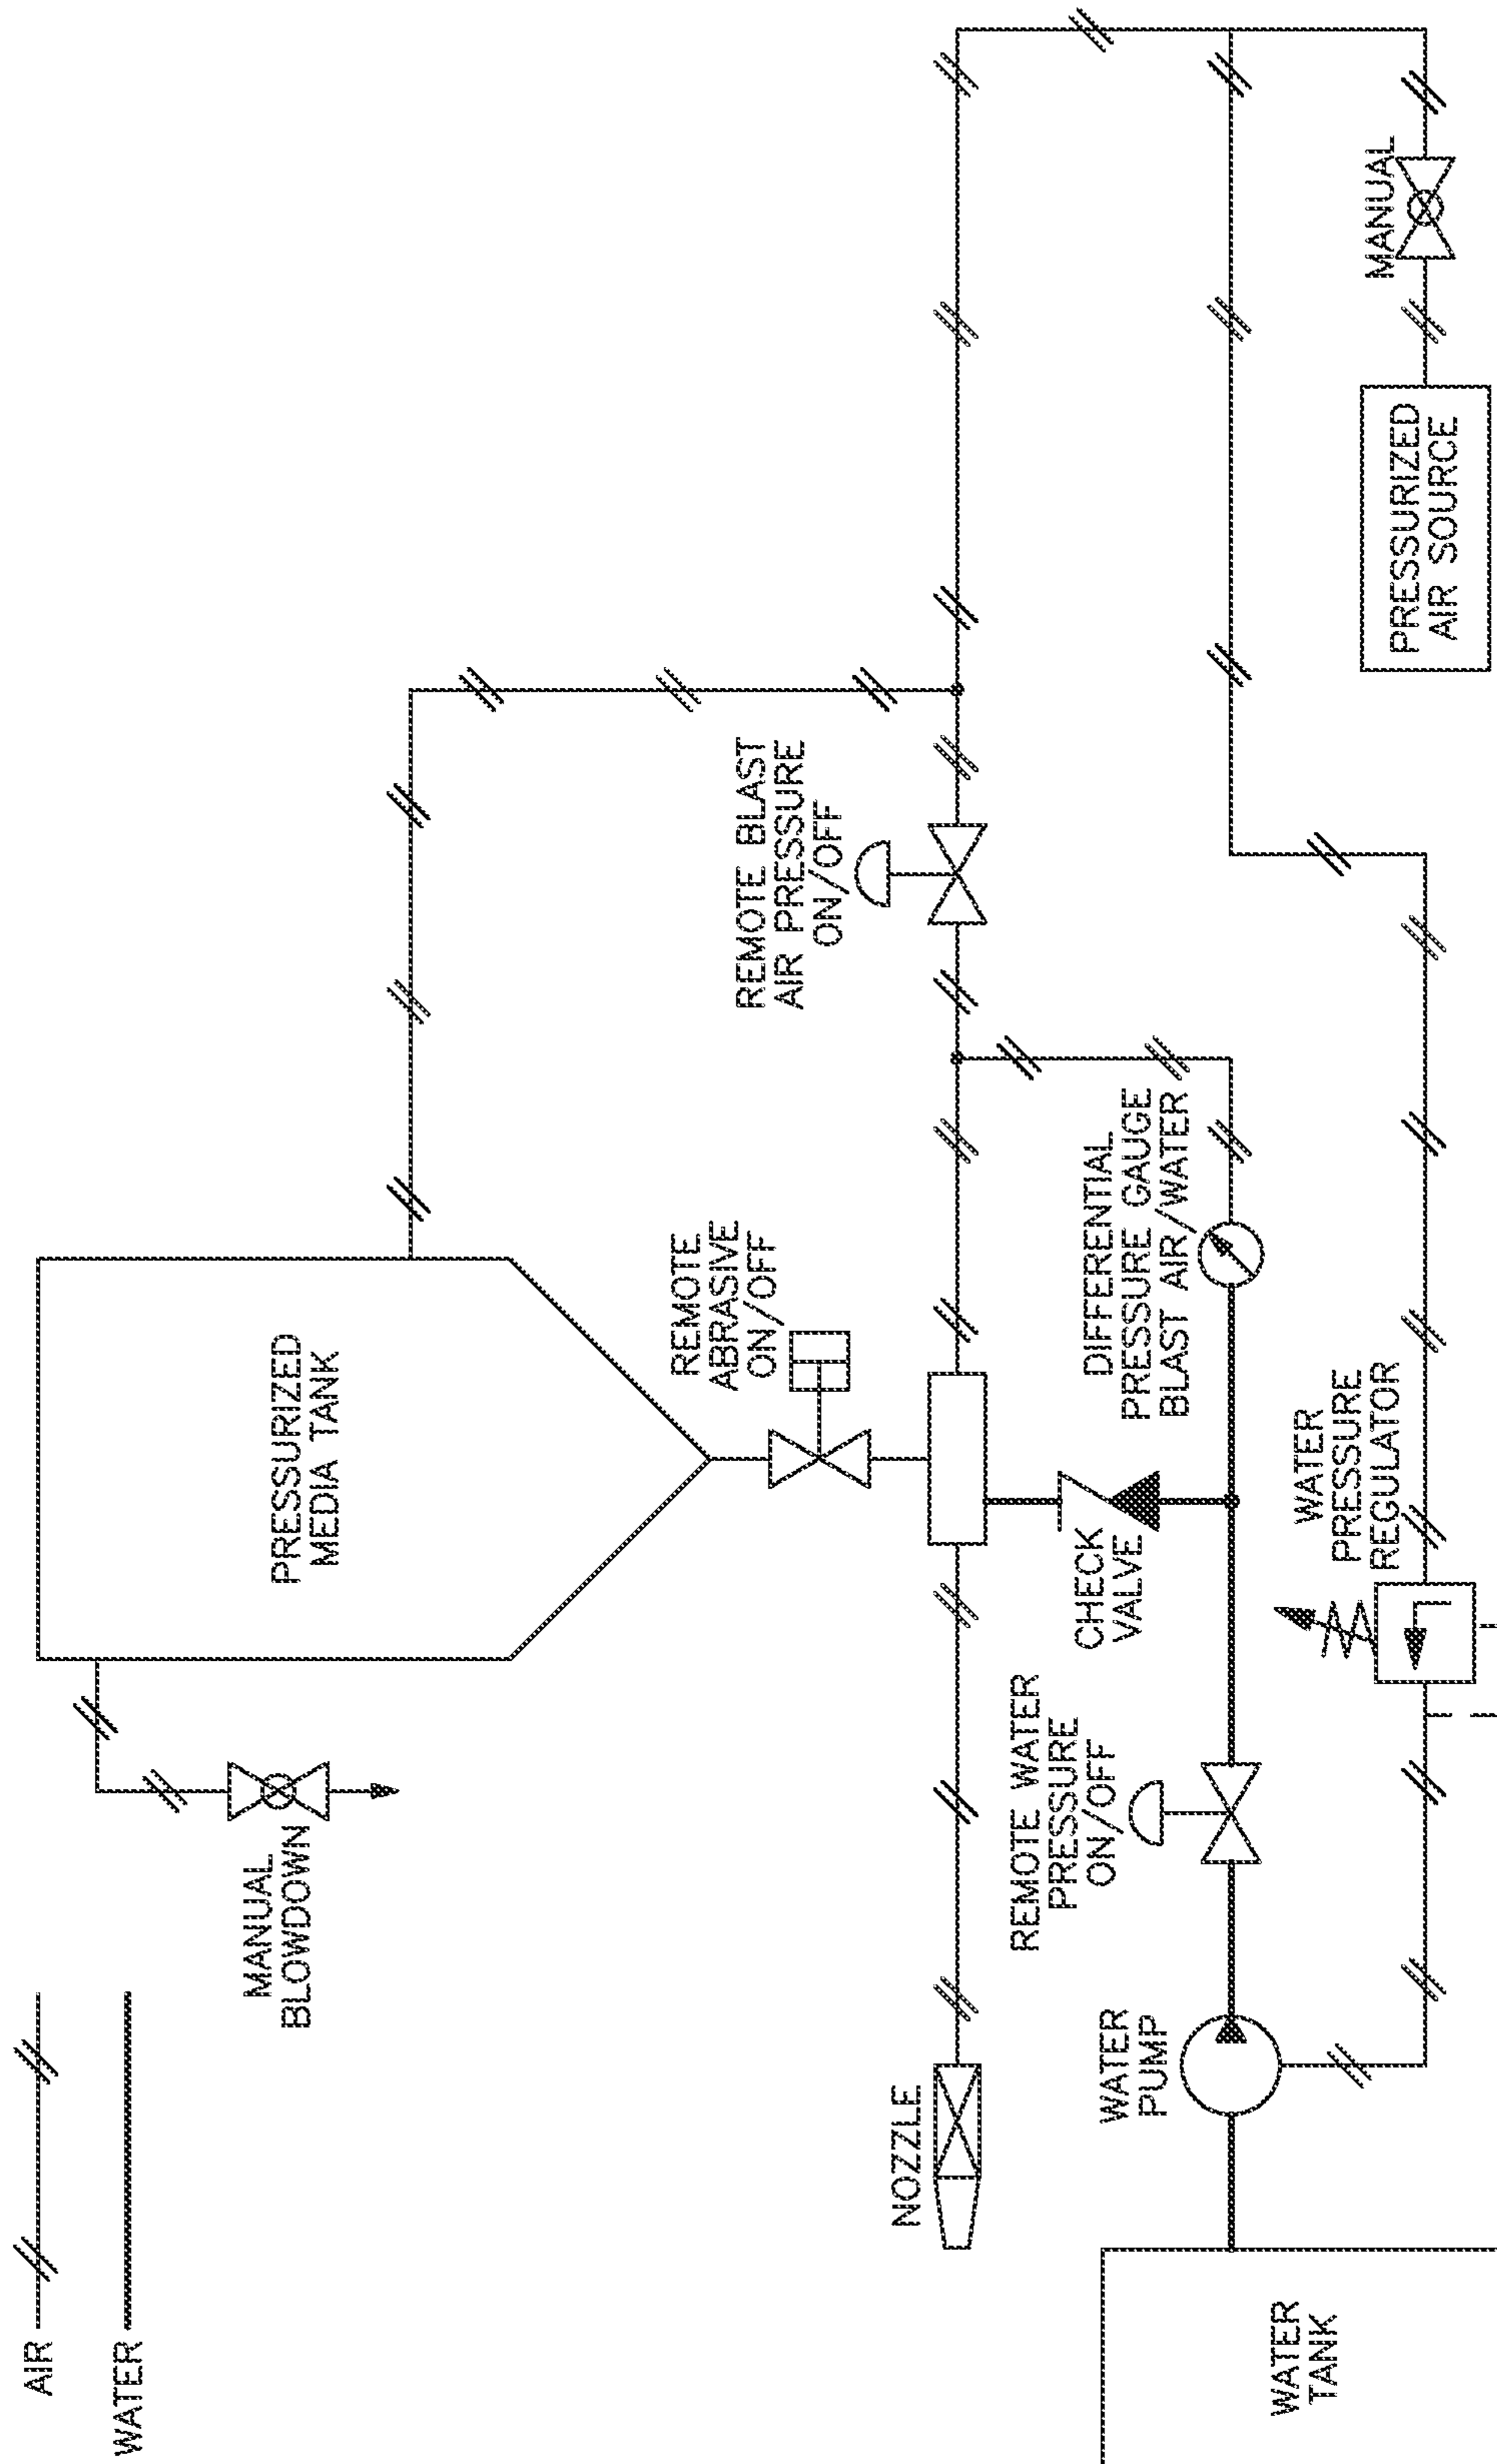 AIR
WATER
MANUAL
BLOWDOWN
PRESSURIZED
MEDIA TANK
REMOTE
ABRASIVE
ON/OFF
REMOTE BLAST
AIR PRESSURE
ON/OFF
NOZZLE
REMOTE WATER
PRESSURE
ON/OFF
CHECK
VALVE
DIFFERENTIAL
PRESSURE GAUGE
BLAST AIR/WATER
WATER
PUMP
WATER
TANK
WATER
PRESSURE
REGULATOR
PRESSURIZED
AIR SOURCE
MANUAL